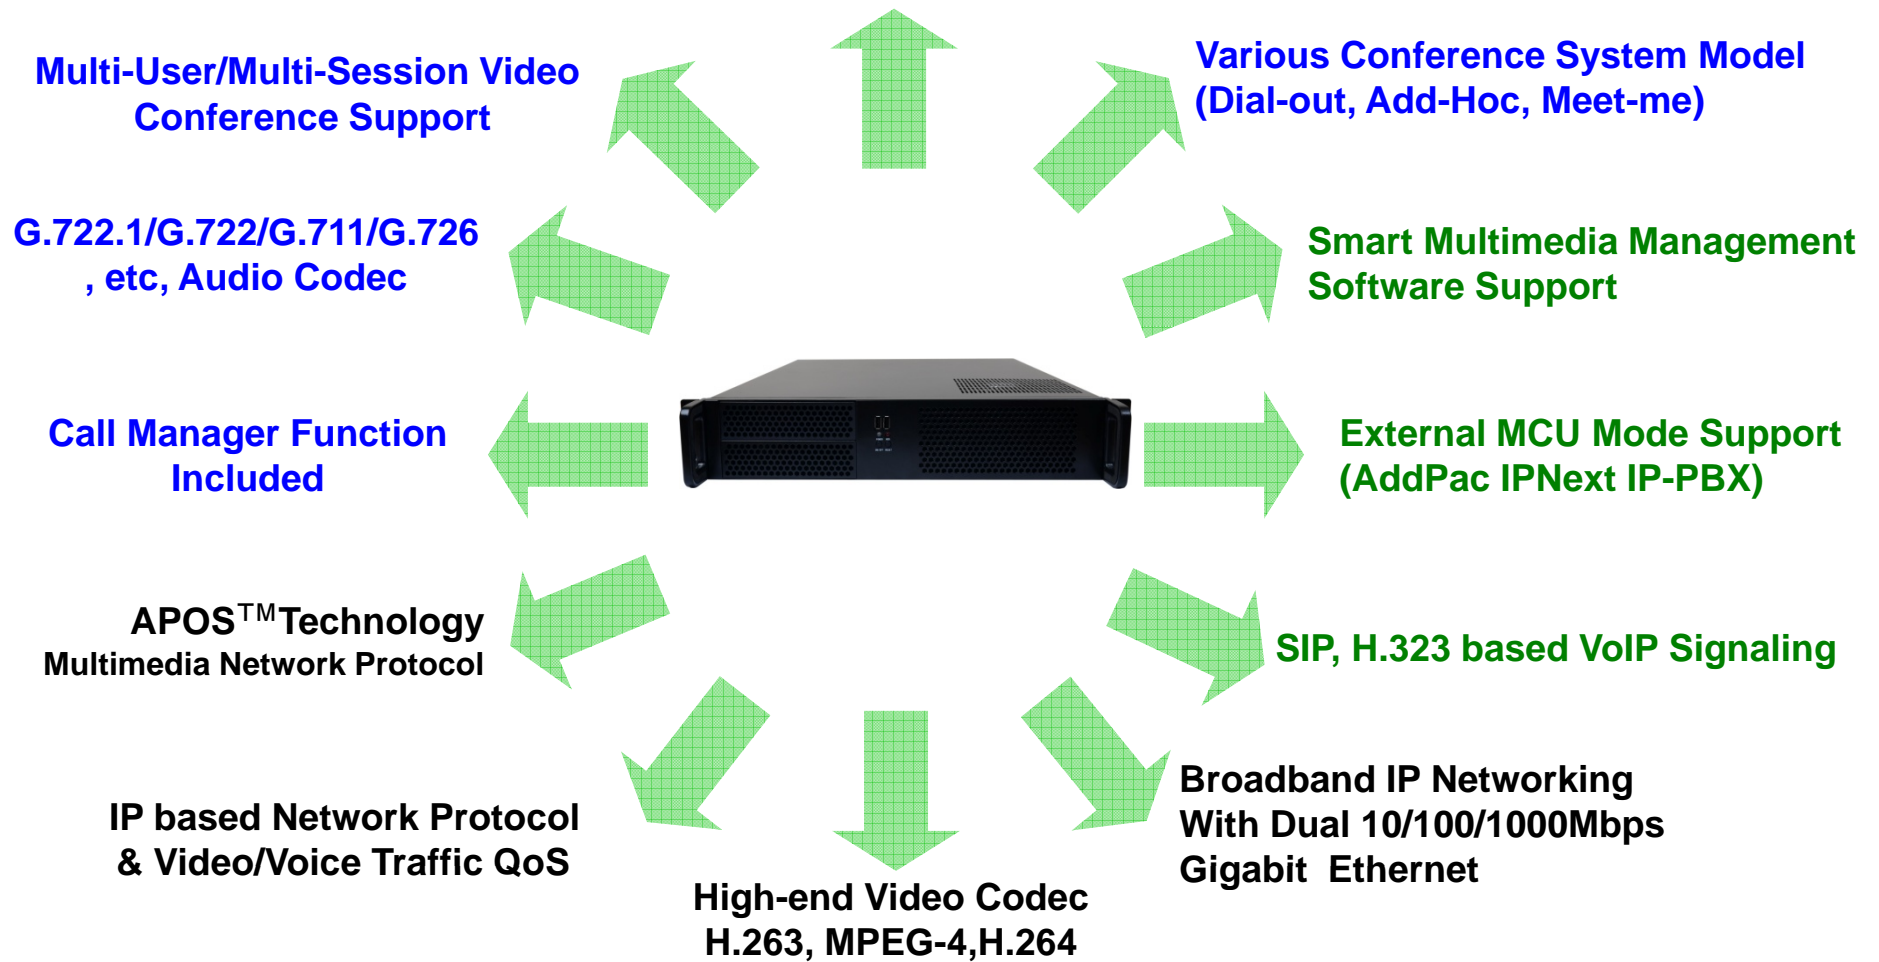 Multi-User/Multi-Session Video
Conference Support
Various Conference System Model
(Dial-out, Add-Hoc, Meet-me)
G.722.1/G.722/G.711/G.726
, etc, Audio Codec
Smart Multimedia Management
Software Support
Call Manager Function
Included
External MCU Mode Support
(AddPac IPNext IP-PBX)
APOS™Technology
Multimedia Network Protocol
SIP, H.323 based VoIP Signaling
IP based Network Protocol
& Video/Voice Traffic QoS
Broadband IP Networking
With Dual 10/100/1000Mbps
Gigabit Ethernet
High-end Video Codec
H.263, MPEG-4,H.264